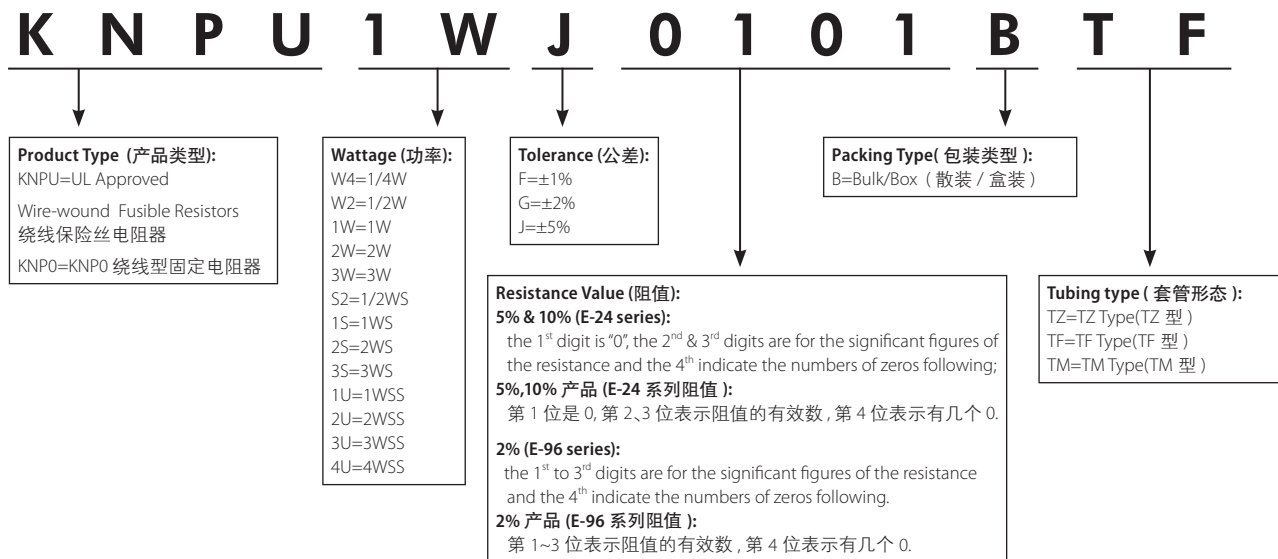 K N P U 1 W J 0 1 0 1 B T F
Product Type (产品类型):
KNPU=UL Approved
Wire-wound Fusible Resistors
绕线保险丝电阻器
KNP0=KNP0 绕线型固定电阻器
Wattage (功率):
W4=1/4W
W2=1/2W
1W=1W
2W=2W
3W=3W
S2=1/2WS
1S=1WS
2S=2WS
3S=3WS
1U=1WSS
2U=2WSS
3U=3WSS
4U=4WSS
Tolerance (公差):
F=±1%
G=±2%
J=±5%
Resistance Value (阻值):
5% & 10% (E-24 series):
the 1st digit is "0", the 2nd & 3rd digits are for the significant figures of
the resistance and the 4th indicate the numbers of zeros following;
5%,10% 产品 (E-24 系列阻值 ):
第 1 位是 0, 第 2、3 位表示阻值的有效数 , 第 4 位表示有几个 0.
2% (E-96 series):
the 1st to 3rd digits are for the significant figures of the resistance
and the 4th indicate the numbers of zeros following.
2% 产品 (E-96 系列阻值 ):
第 1~3 位表示阻值的有效数 , 第 4 位表示有几个 0.
Packing Type( 包装类型 ):
B=Bulk/Box ( 散装 / 盒装 )
Tubing type ( 套管形态 ):
TZ=TZ Type(TZ 型 )
TF=TF Type(TF 型 )
TM=TM Type(TM 型 )